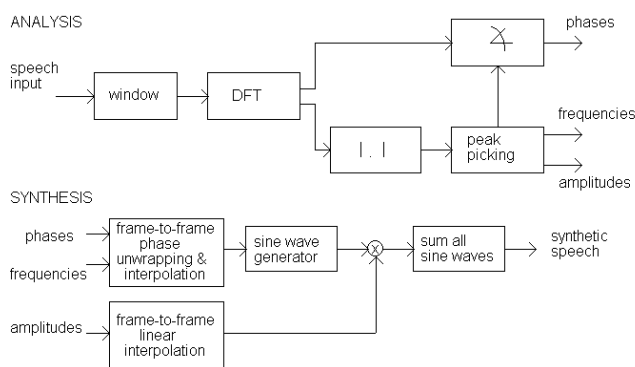 ANALYSIS
phases
speech
input
window
DFT
frequencies
| . |
peak
picking
amplitudes
SYNTHESIS
phases
frequencies
frame-to-frame
phase
unwrapping &
interpolation
sine wave
generator
x
sum all
sine waves
synthetic
speech
amplitudes
frame-to-frame
linear
interpolation